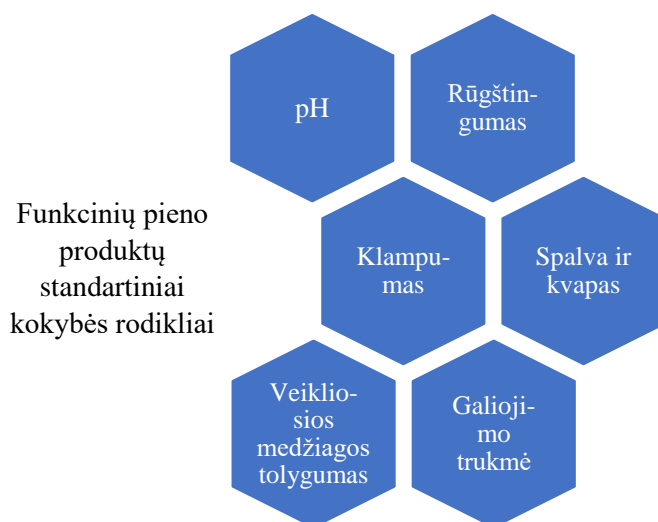 Funkcinių pieno
produktų
standartiniai
kokybės rodikliai
pH
Rūgštin-
gumas
Klampu-
mas
Spalva ir
kvapas
Veiklio-
sios
medžiagos
tolygumas
Galioji-
mo
trukmė